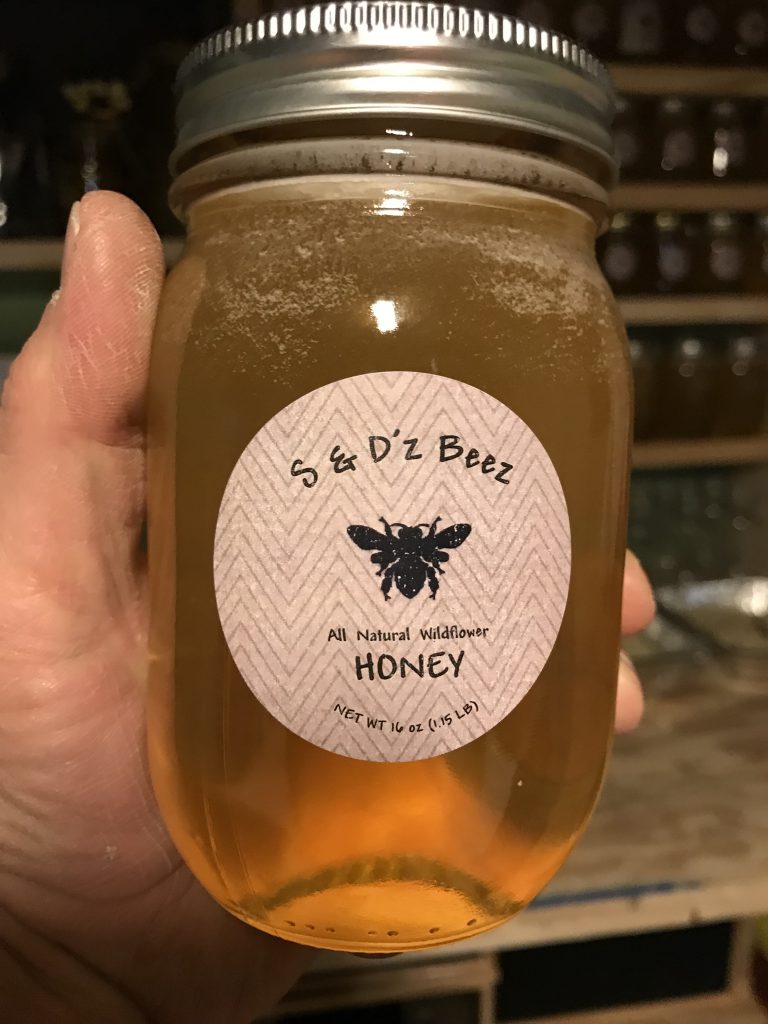 S & D'z Beez
All Natural Wildflower
HONEY
NET WT 16 oz (1.15 LB)